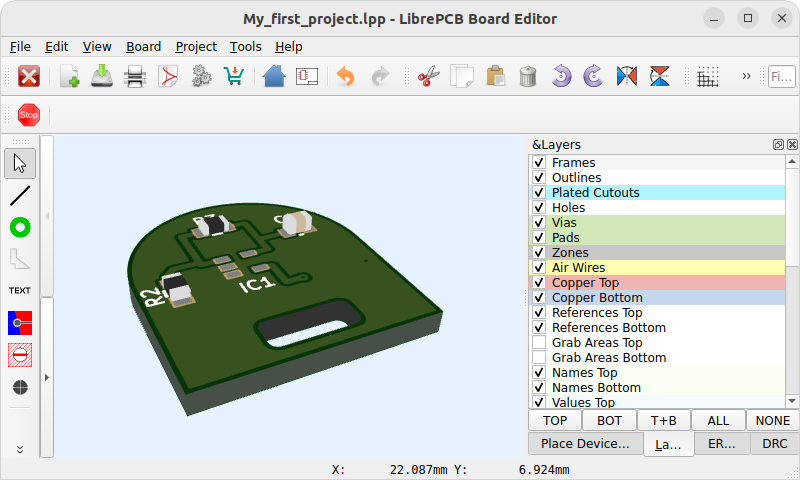 My_first_project.lpp - LibrePCB Board Editor
File Edit View Board Project Tools Help
»
Fi...
Stop
&Layers
Frames
Outlines
Plated Cutouts
Holes
Vias
Pads
Zones
Air Wires
Copper Top
Copper Bottom
References Top
References Bottom
Grab Areas Top
Grab Areas Bottom
Names Top
Names Bottom
Values Top
TEXT
R2
IC1
TOP BOT T+B ALL NONE
Place Device... La... ER... DRC
X: 22.087mm Y: 6.924mm